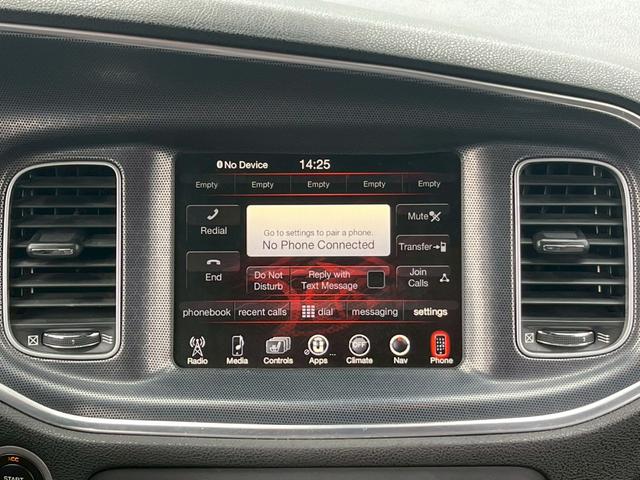 No Device 14:25
Empty Empty Empty Empty Empty
Redial
Go to settings to pair a phone.
No Phone Connected
Mute
Transfer
End
Do Not
Disturb
Reply with
Text Message
Join
Calls
phonebook recent calls dial messaging settings
OFF
Radio Media Controls Apps Climate Nav Phone
ACC
START